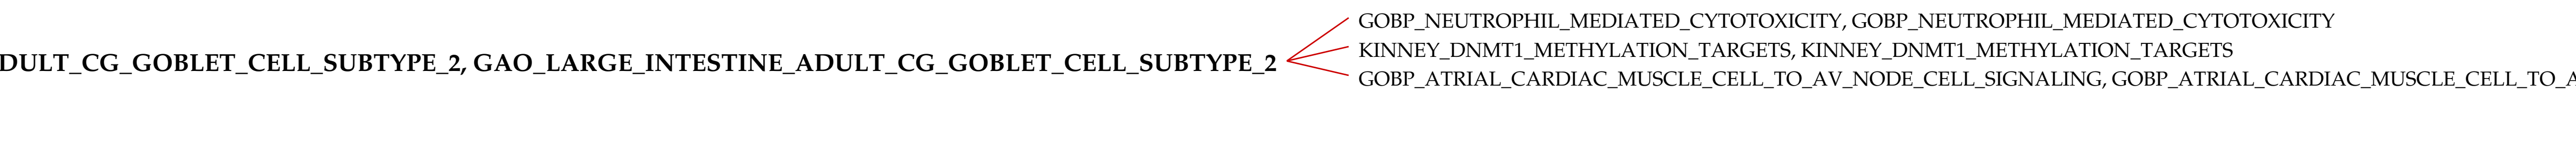 DULT_CG_GOBLET_CELL_SUBTYPE_2, GAO_LARGE_INTESTINE_ADULT_CG_GOBLET_CELL_SUBTYPE_2
GOBP_NEUTROPHIL_MEDIATED_CYTOTOXICITY, GOBP_NEUTROPHIL_MEDIATED_CYTOTOXICITY
KINNEY_DNMT1_METHYLATION_TARGETS, KINNEY_DNMT1_METHYLATION_TARGETS
GOBP_ATRIAL_CARDIAC_MUSCLE_CELL_TO_AV_NODE_CELL_SIGNALING, GOBP_ATRIAL_CARDIAC_MUSCLE_CELL_TO_A